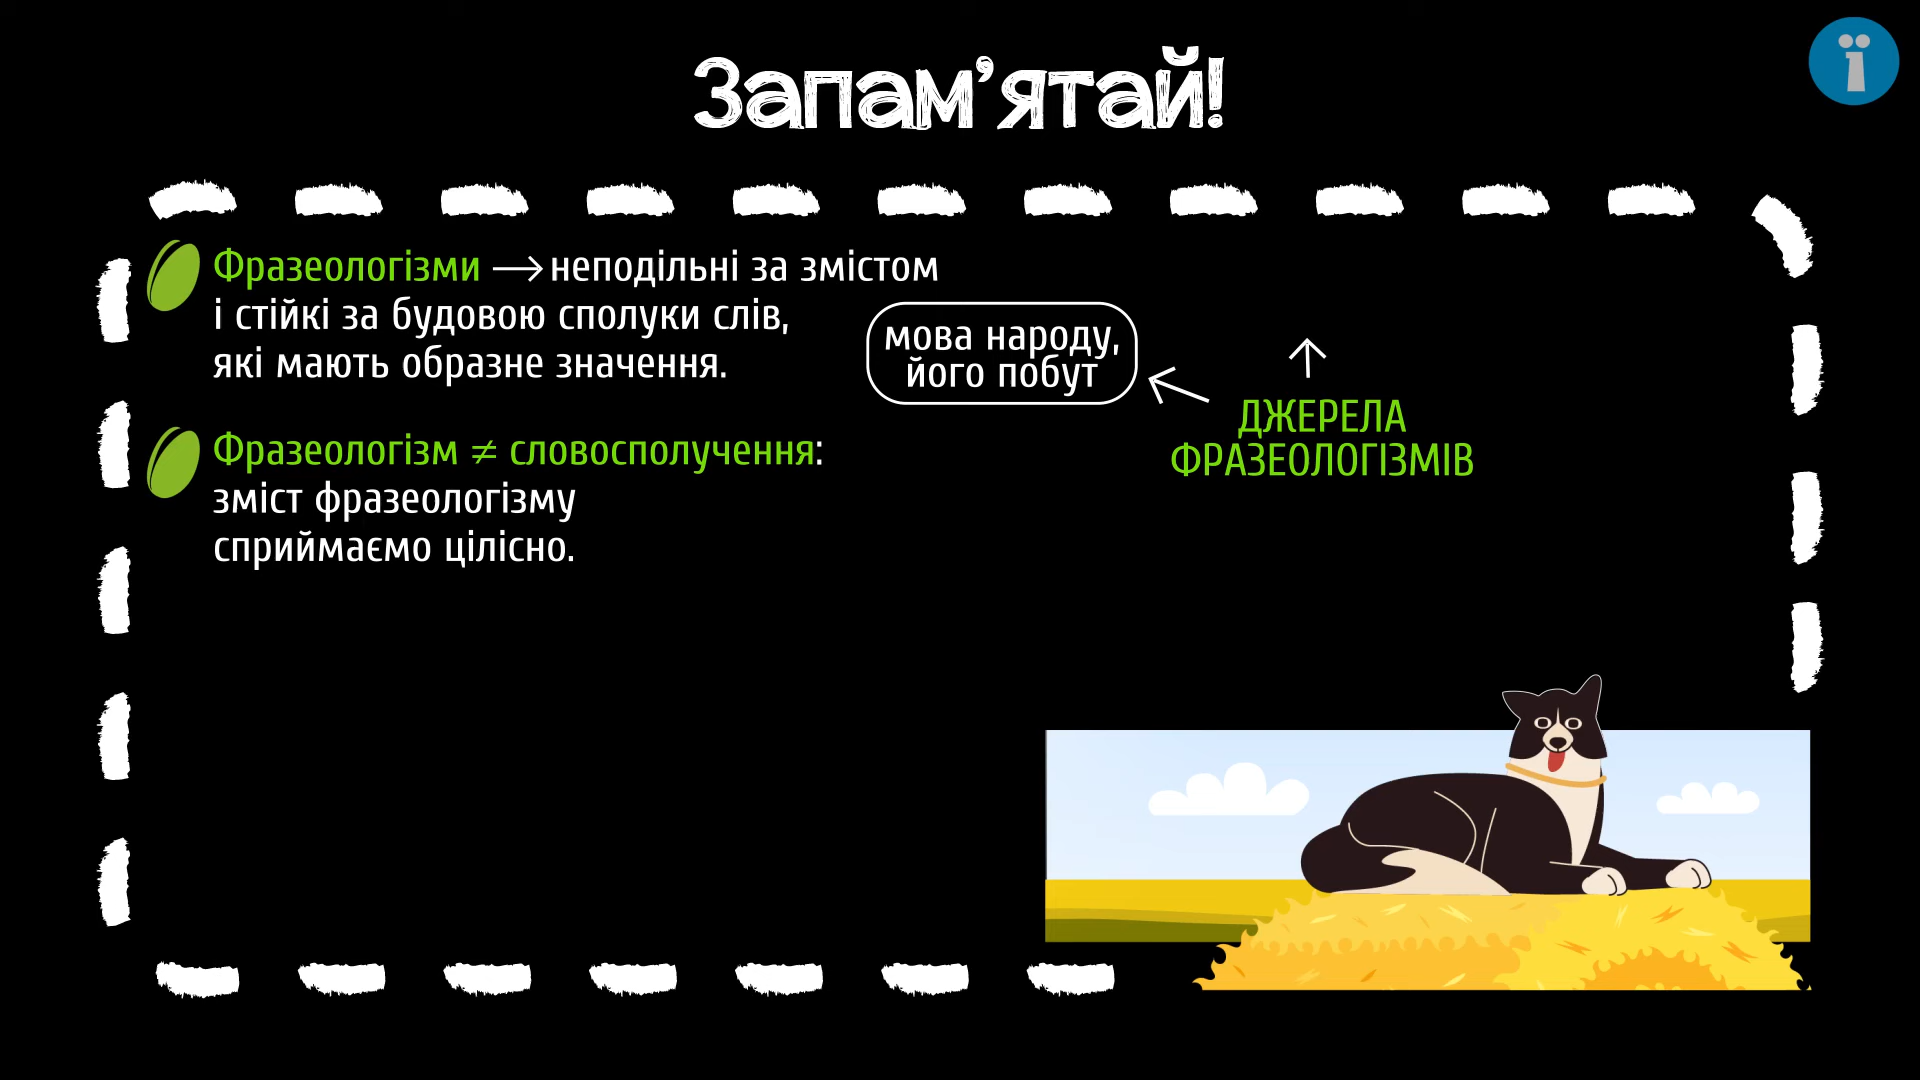 Запам’ятай!
ї
Фразеологізми → неподільні за змістом
і стійкі за будовою сполуки слів,
які мають образне значення.
Фразеологізм ≠ словосполучення:
зміст фразеологізму
сприймаємо цілісно.
мова народу,
його побут
ДЖЕРЕЛА
ФРАЗЕОЛОГІЗМІВ